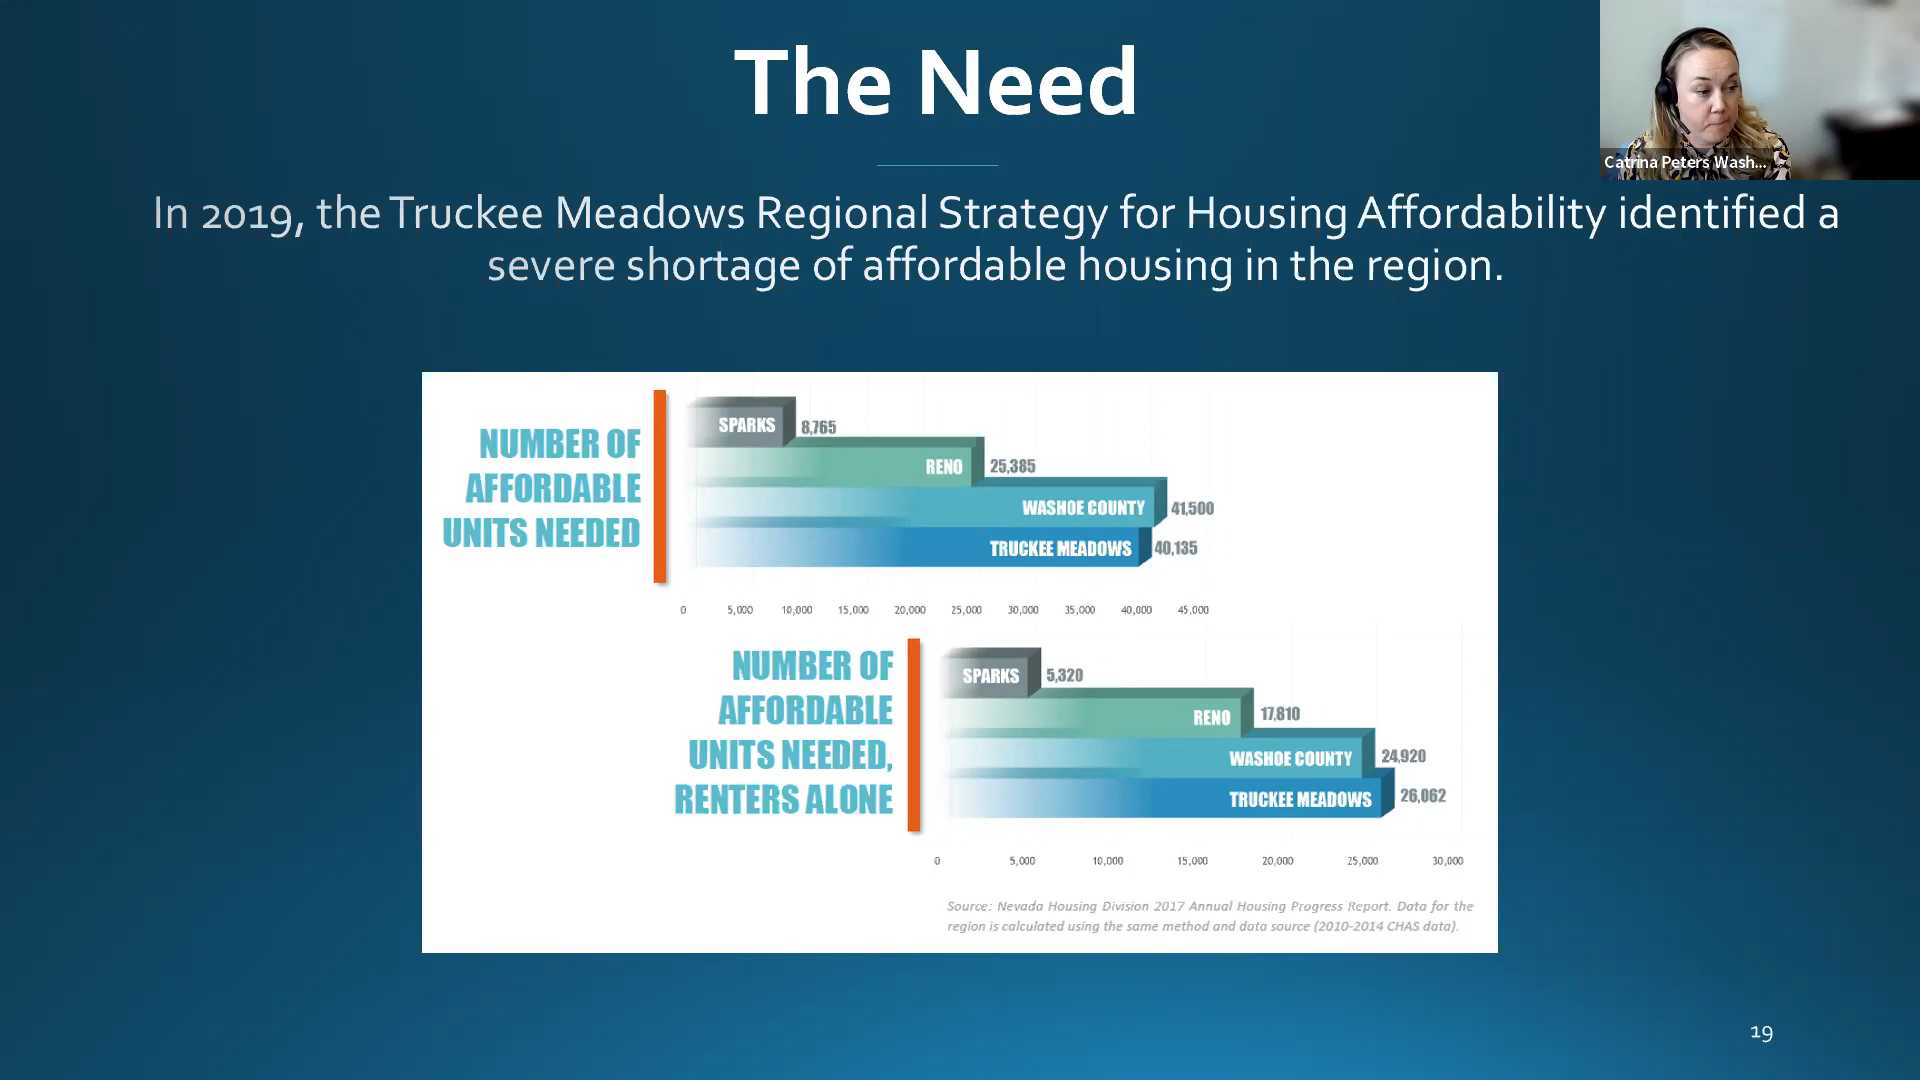 The Need
Catrina Peters Wash...
In 2019, the Truckee Meadows Regional Strategy for Housing Affordability identified a
severe shortage of affordable housing in the region.
NUMBER OF
AFFORDABLE
UNITS NEEDED
SPARKS 8,765
RENO 25,385
WASHOE COUNTY 41,500
TRUCKEE MEADOWS 40,135
0 5,000 10,000 15,000 20,000 25,000 30,000 35,000 40,000 45,000
NUMBER OF
AFFORDABLE
UNITS NEEDED,
RENTERS ALONE
SPARKS 5,320
RENO 17,810
WASHOE COUNTY 24,920
TRUCKEE MEADOWS 26,062
0 5,000 10,000 15,000 20,000 25,000 30,000
Source: Nevada Housing Division 2017 Annual Housing Progress Report. Data for the
region is calculated using the same method and data source (2010-2014 CHAS data).
19